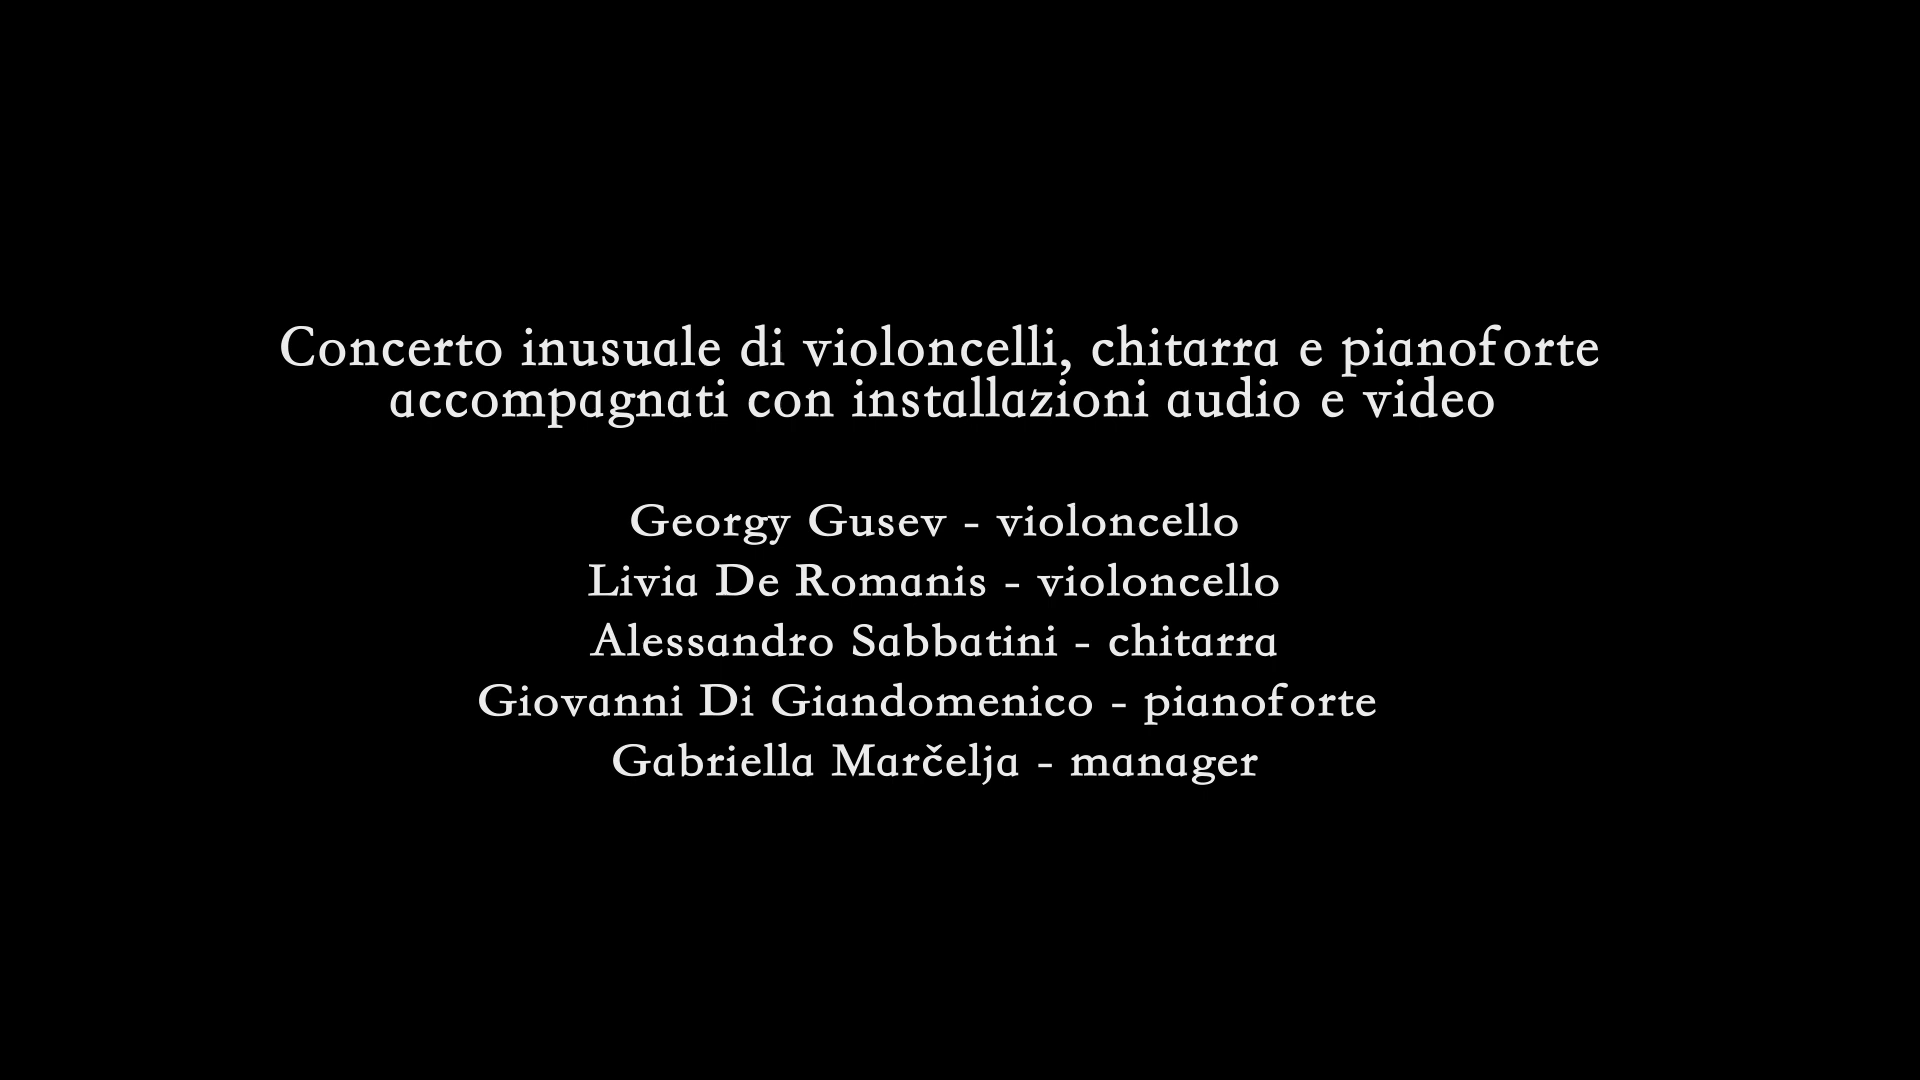 Concerto inusuale di violoncelli, chitarra e pianoforte
accompagnati con installazioni audio e video
Georgy Gusev - violoncello
Livia De Romanis - violoncello
Alessandro Sabbatini - chitarra
Giovanni Di Giandomenico - pianoforte
Gabriella Marčelja - manager